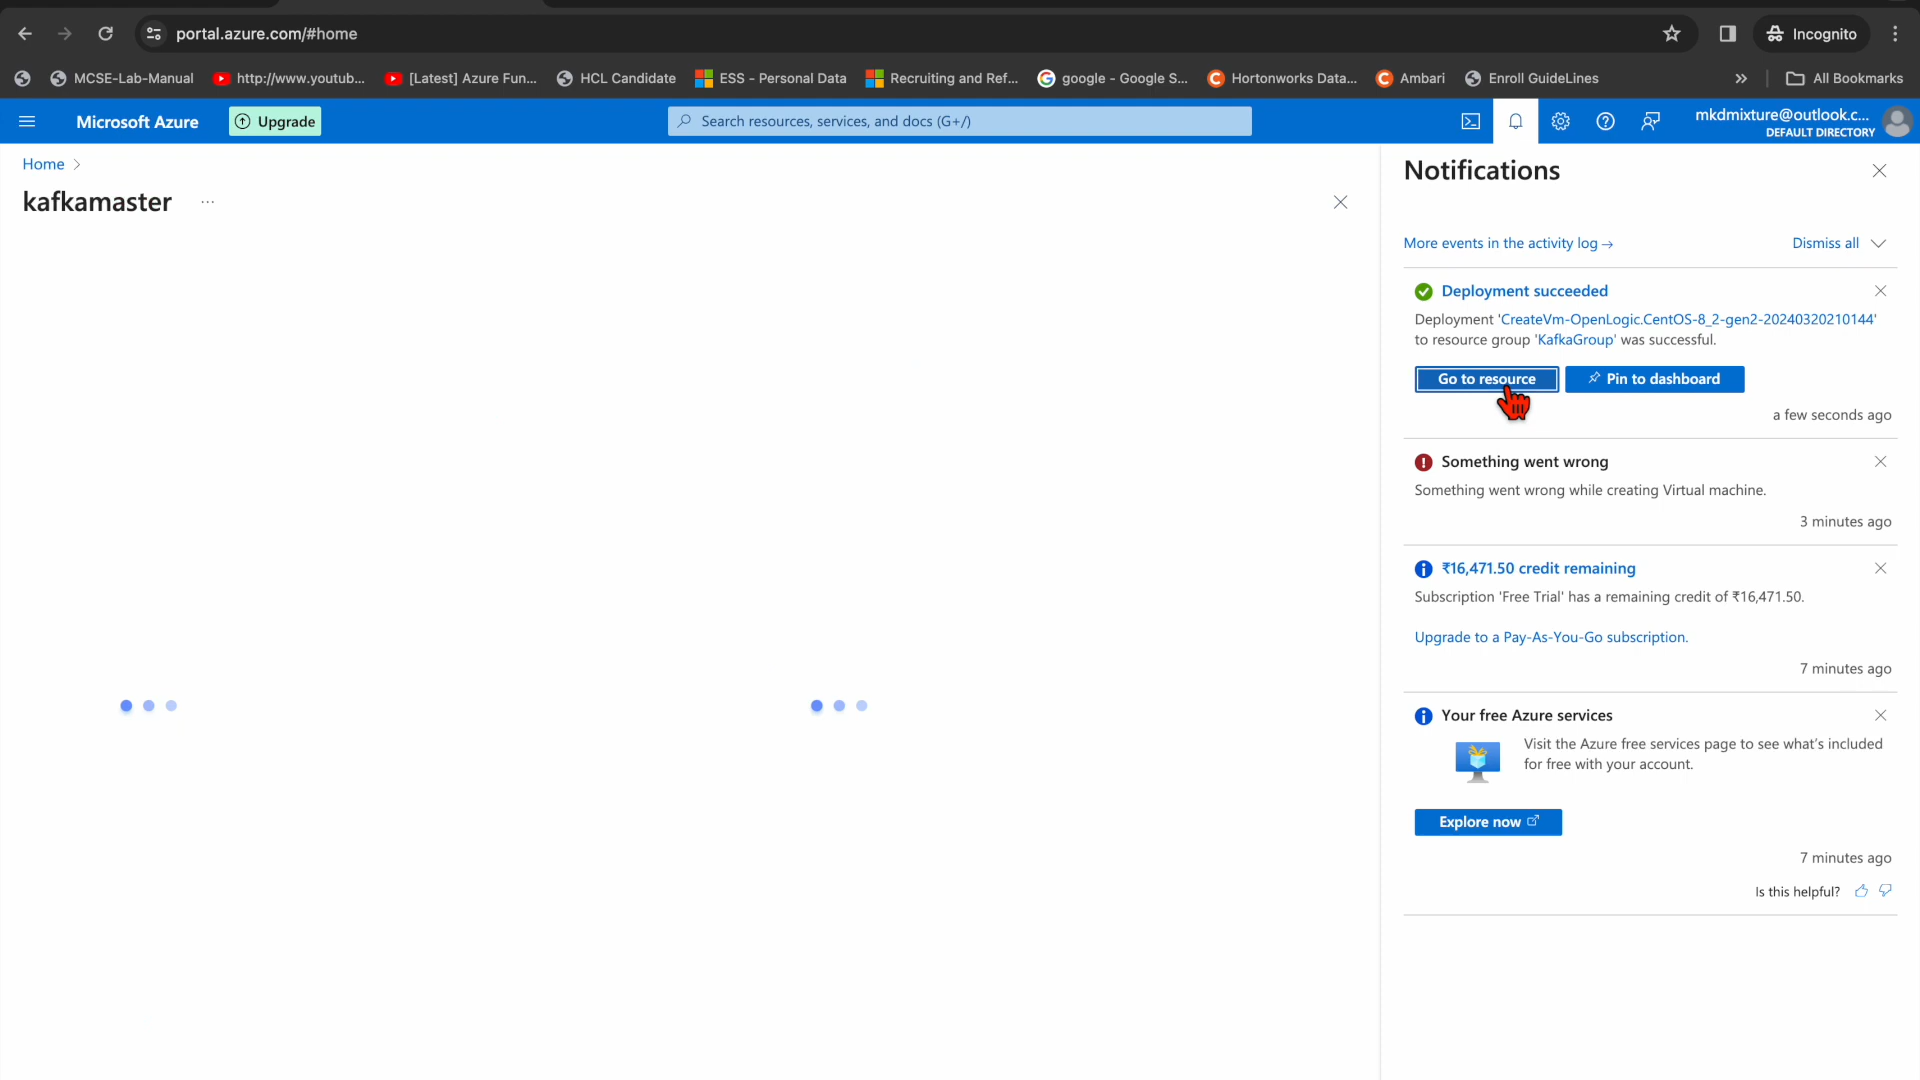 portal.azure.com/#home
Incognito
MCSE-Lab-Manual
http://www.youtub...
[Latest] Azure Fun...
HCL Candidate
ESS - Personal Data
Recruiting and Ref...
google - Google S...
Hortonworks Data...
Ambari
Enroll GuideLines
All Bookmarks
Microsoft Azure
Upgrade
Search resources, services, and docs (G+/)
mkdmixture@outlook.c...
DEFAULT DIRECTORY
Home
kafkamaster
Notifications
More events in the activity log →
Dismiss all
Deployment succeeded
Deployment 'CreateVm-OpenLogic.CentOS-8_2-gen2-20240320210144'
to resource group 'KafkaGroup' was successful.
Go to resource
Pin to dashboard
a few seconds ago
Something went wrong
Something went wrong while creating Virtual machine.
3 minutes ago
₹16,471.50 credit remaining
Subscription 'Free Trial' has a remaining credit of ₹16,471.50.
Upgrade to a Pay-As-You-Go subscription.
7 minutes ago
Your free Azure services
Visit the Azure free services page to see what's included
for free with your account.
Explore now
7 minutes ago
Is this helpful?